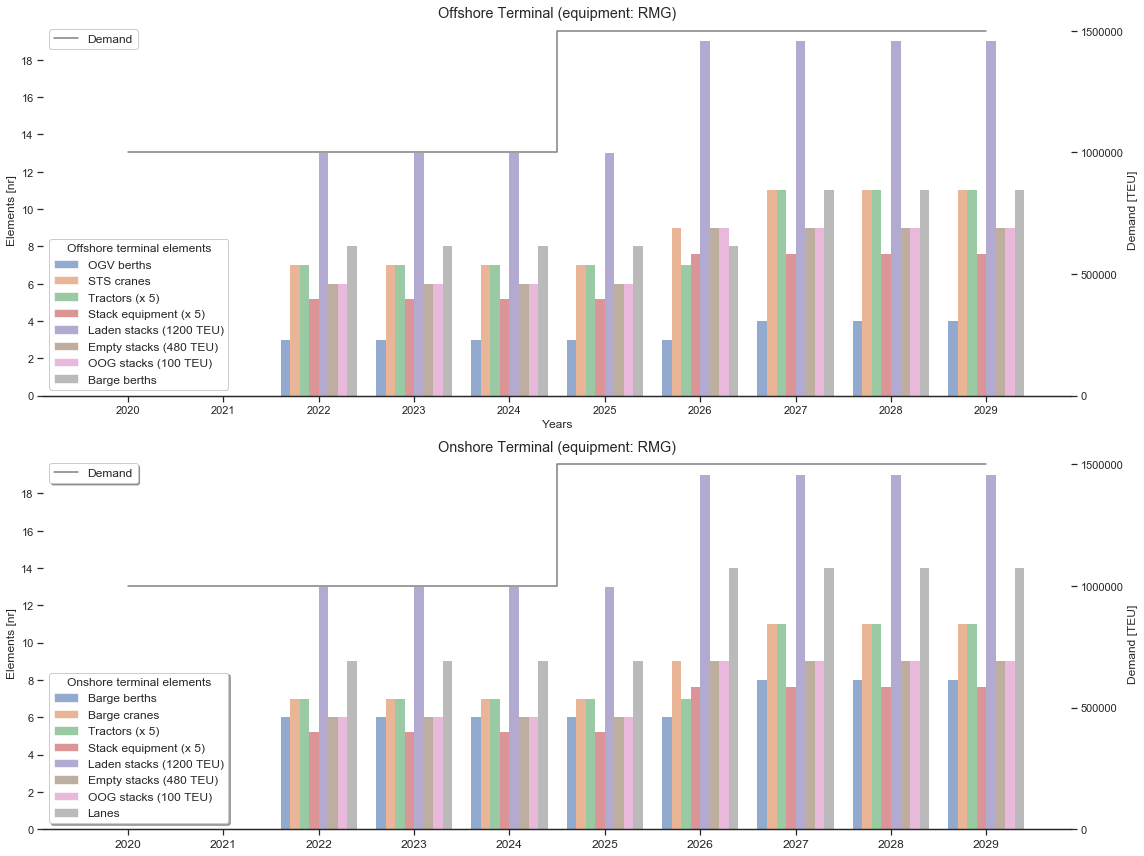 Offshore Terminal (equipment: RMG)
Demand
18
16
14
12
10
8
6
4
2
0
Elements [nr]
1500000
1000000
500000
0
Demand [TEU]
Offshore terminal elements
OGV berths
STS cranes
Tractors (x 5)
Stack equipment (x 5)
Laden stacks (1200 TEU)
Empty stacks (480 TEU)
OOG stacks (100 TEU)
Barge berths
2020 2021 2022 2023 2024 2025 2026 2027 2028 2029
Years
Onshore Terminal (equipment: RMG)
Demand
18
16
14
12
10
8
6
4
2
0
Elements [nr]
1500000
1000000
500000
0
Demand [TEU]
Onshore terminal elements
Barge berths
Barge cranes
Tractors (x 5)
Stack equipment (x 5)
Laden stacks (1200 TEU)
Empty stacks (480 TEU)
OOG stacks (100 TEU)
Lanes
2020 2021 2022 2023 2024 2025 2026 2027 2028 2029